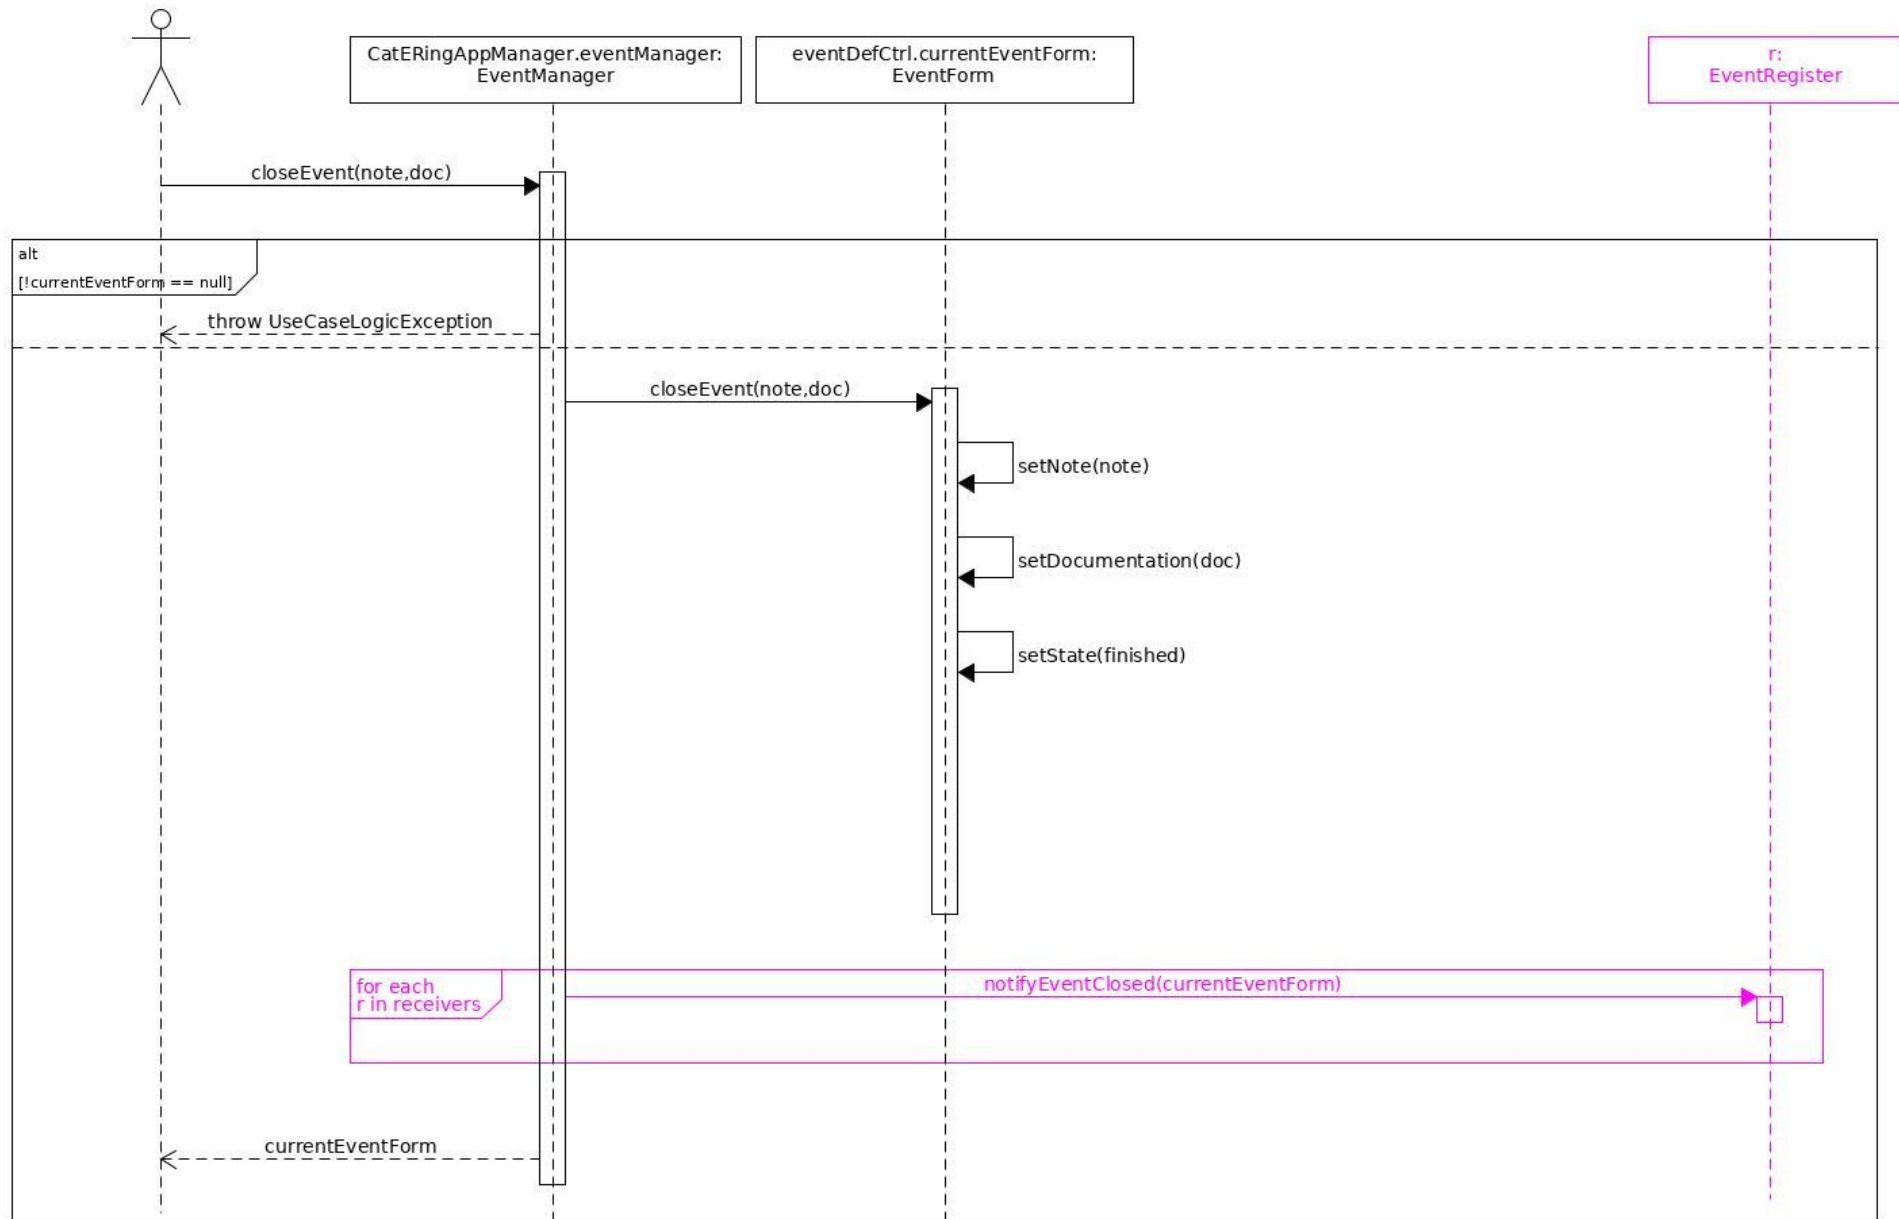 CatERingAppManager.eventManager:
EventManager
eventDefCtrl.currentEventForm:
EventForm
r:
EventRegister
closeEvent(note,doc)
alt
[!currentEventForm == null]
throw UseCaseLogicException
closeEvent(note,doc)
setNote(note)
setDocumentation(doc)
setState(finished)
for each
r in receivers
notifyEventClosed(currentEventForm)
currentEventForm